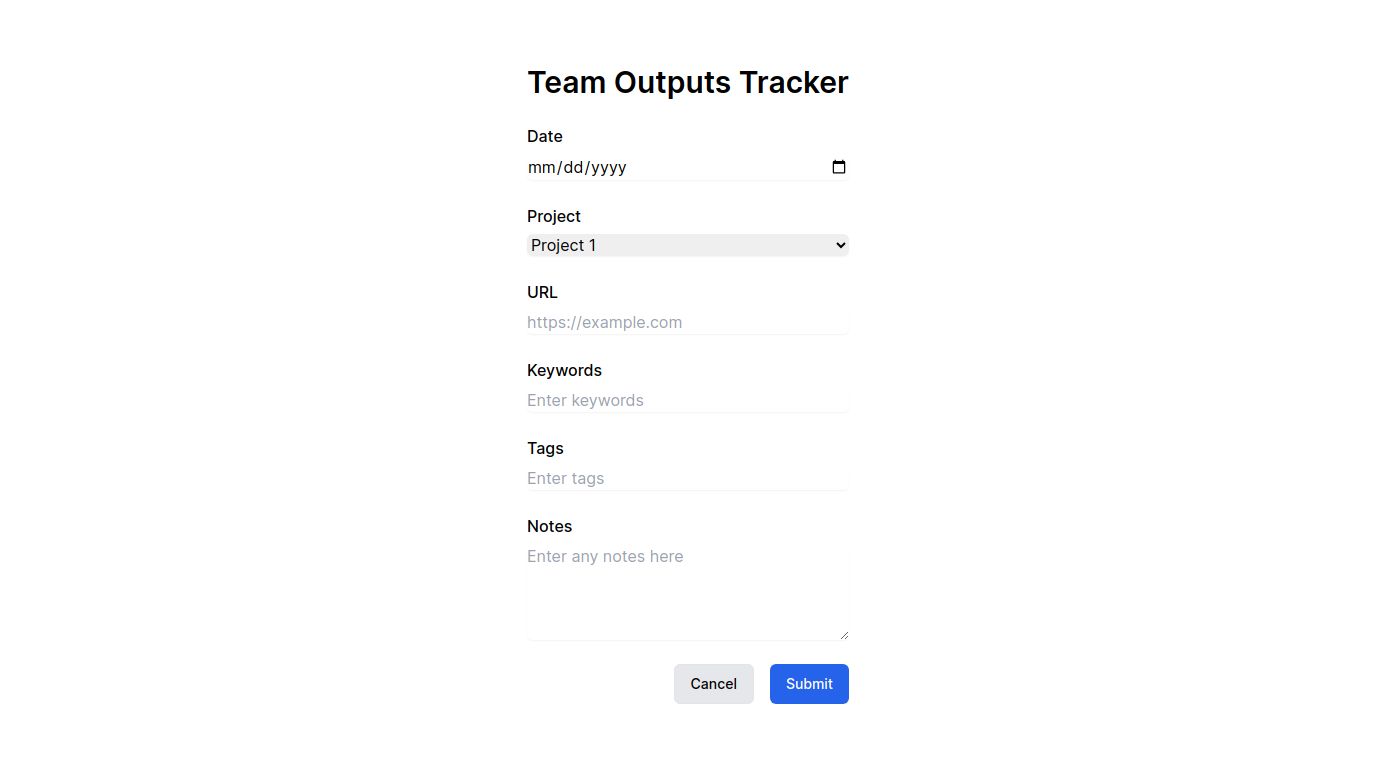 Team Outputs Tracker
Date
mm/dd/yyyy
Project
Project 1
URL
https://example.com
Keywords
Enter keywords
Tags
Enter tags
Notes
Enter any notes here
Cancel Submit